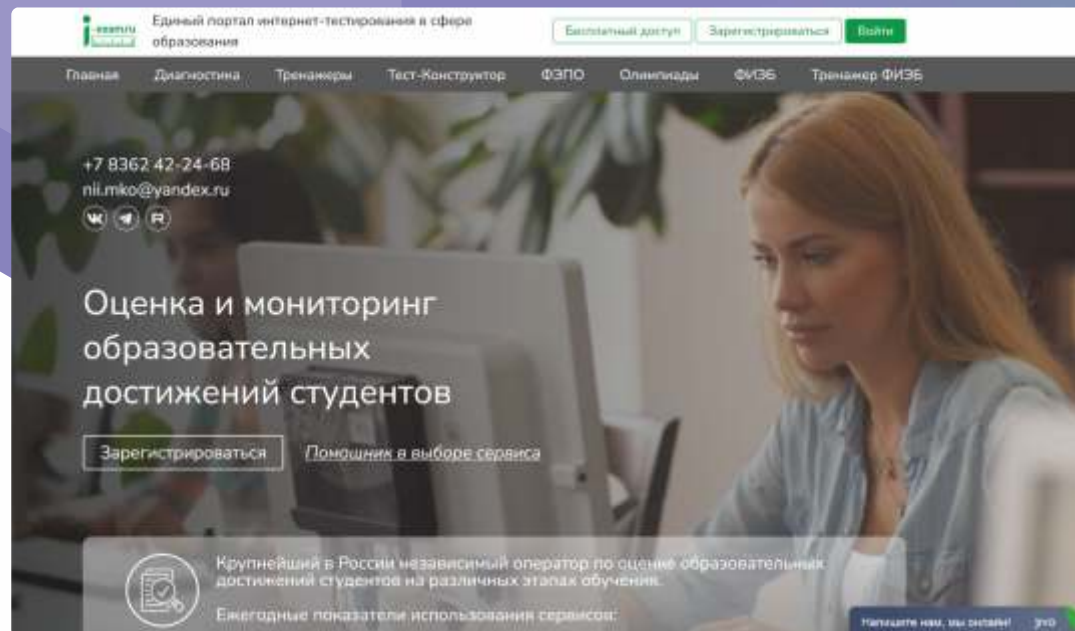 i-exam.ru
Единый портал интернет-тестирования в сфере
образования
Бесплатный доступ
Зарегистрироваться
Войти
Главная
Диагностика
Тренажеры
Тест-Конструктор
ФЭПО
Олимпиады
ФИЭБ
Тренажер ФИЭБ
+7 8362 42-24-68
nii.mko@yandex.ru
Оценка и мониторинг
образовательных
достижений студентов
Зарегистрироваться
Помощник в выборе сервиса
Крупнейший в России независимый оператор по оценке образовательных
достижений студентов на различных этапах обучения.
Ежегодные показатели использования сервисов:
Напишите нам, мы онлайн!